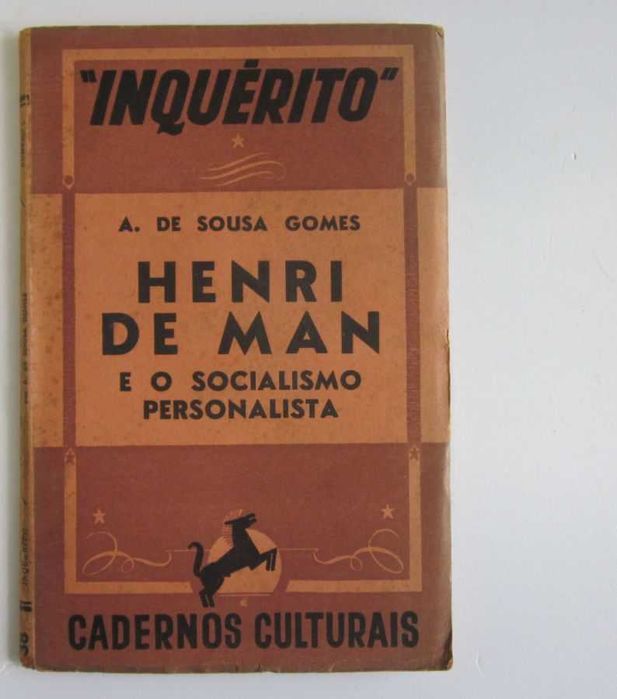 "INQUÉRITO"
A. DE SOUSA GOMES
HENRI
DE MAN
E O SOCIALISMO
PERSONALISTA
CADERNOS CULTURAIS